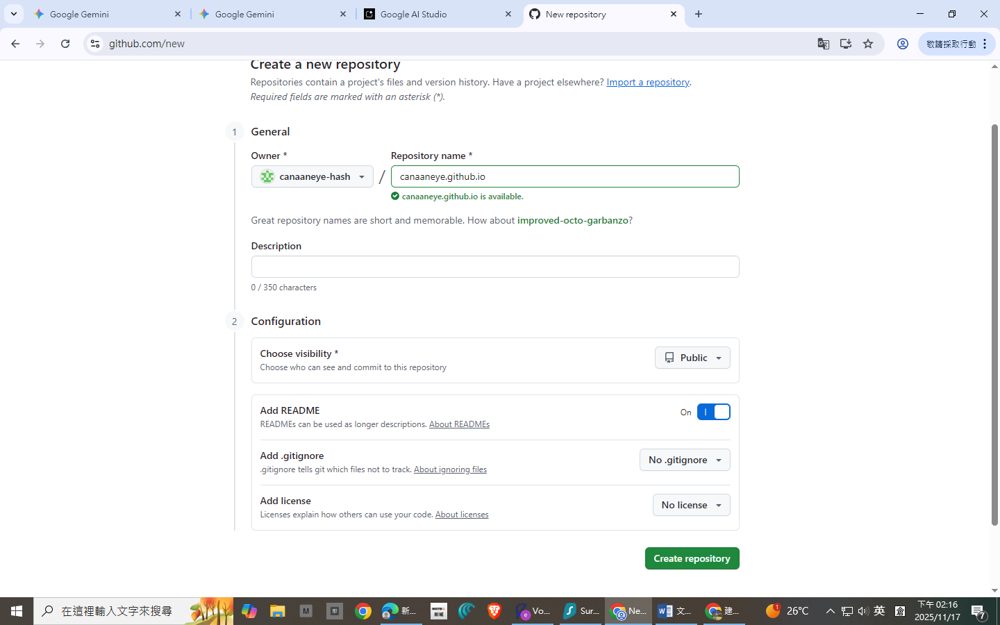 Google Gemini
Google Gemini
Google AI Studio
New repository
github.com/new
敬請採取行動
Create a new repository
Repositories contain a project's files and version history. Have a project elsewhere? Import a repository.
Required fields are marked with an asterisk (*).
1 General
Owner *
Repository name *
canaaneye-hash
/
canaaneye.github.io
canaaneye.github.io is available.
Great repository names are short and memorable. How about improved-octo-garbanzo?
Description
0 / 350 characters
2 Configuration
Choose visibility *
Choose who can see and commit to this repository
Public
Add README
READMEs can be used as longer descriptions. About READMEs
On
Add .gitignore
.gitignore tells git which files not to track. About ignoring files
No .gitignore
Add license
Licenses explain how others can use your code. About licenses
No license
Create repository
在這裡輸入文字來搜尋
M
新...
Vo...
Sur...
Ne...
文...
建...
1
26°C
英
倉
下午 02:16
2025/11/17
7